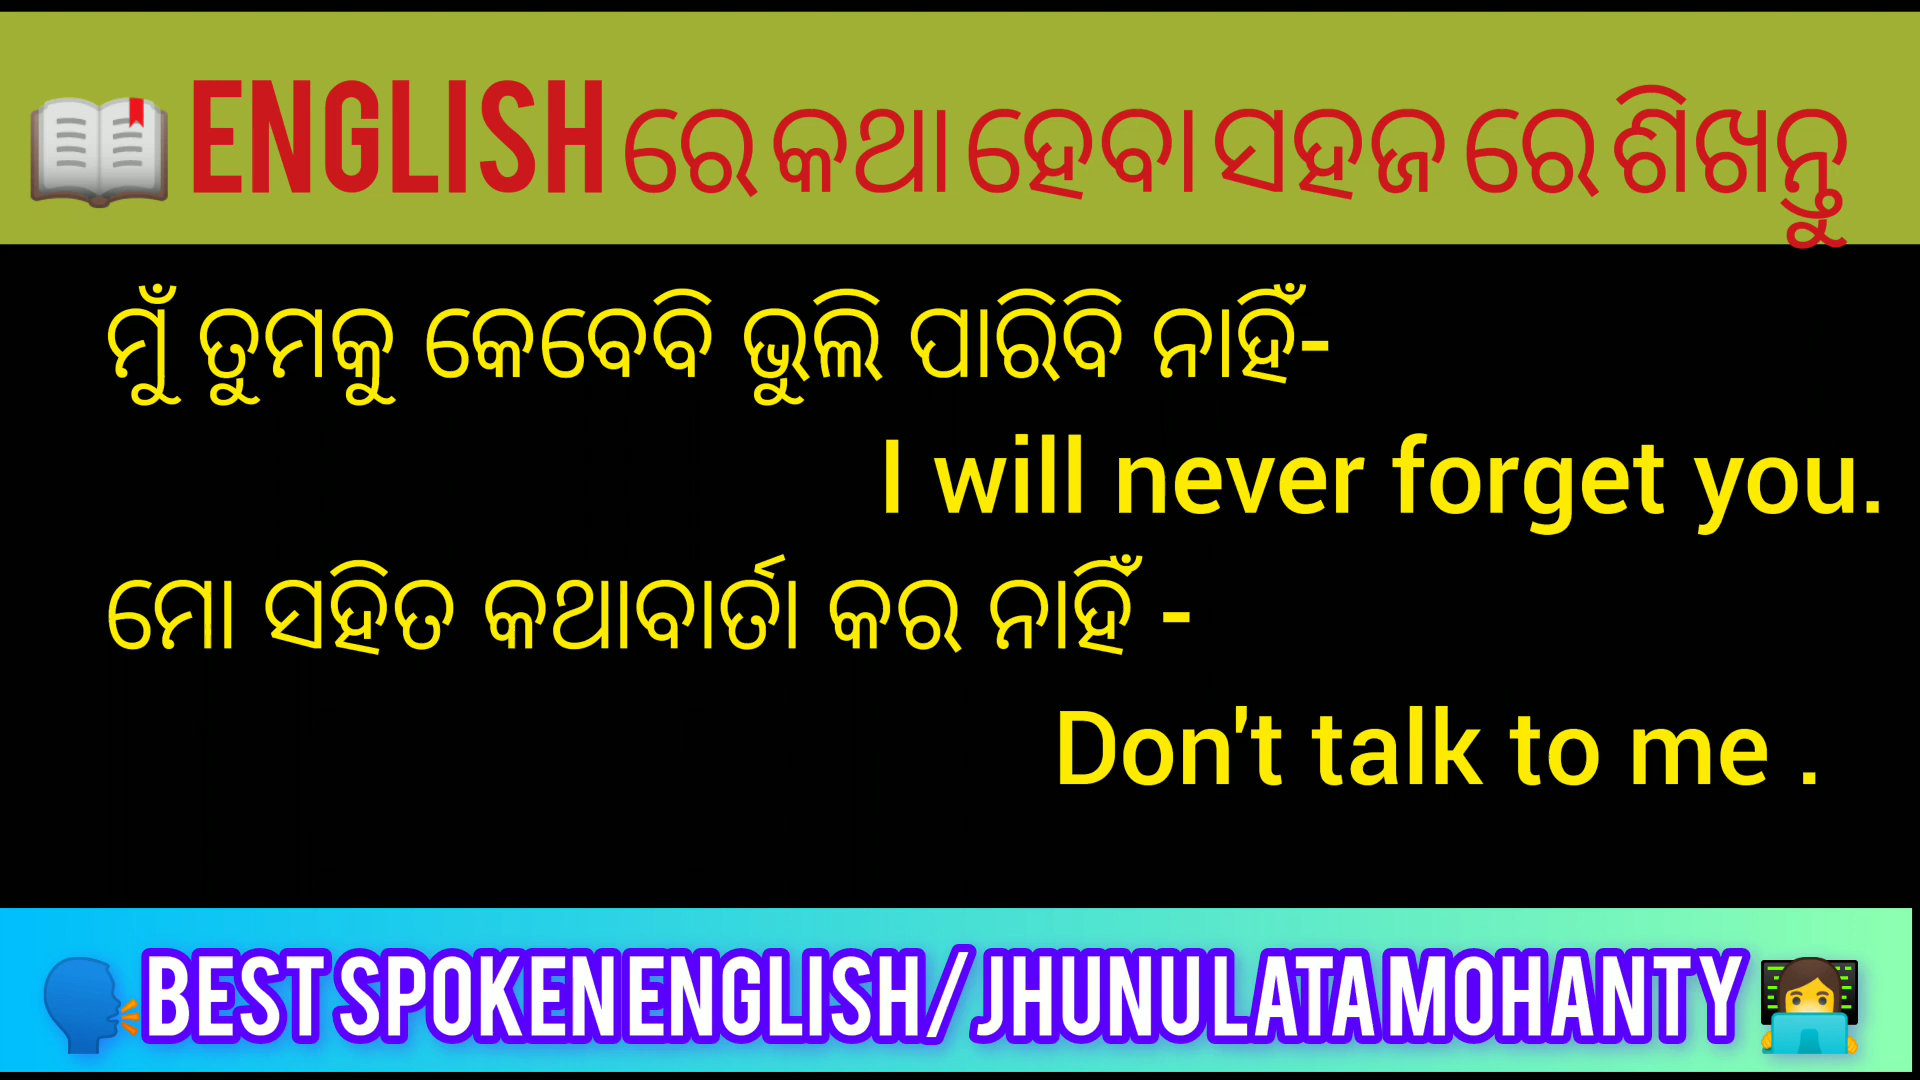 ENGLISH ରେ କଥା ହେବା ସହଜ ରେ ଶିଖନ୍ତୁ
ମୁଁ ତୁମକୁ କେବେବି ଭୁଲି ପାରିବି ନାହିଁ-
I will never forget you.
ମୋ ସହିତ କଥାବାର୍ତା କର ନାହିଁ -
Don't talk to me .
BEST SPOKEN ENGLISH/JHUNULATA MOHANTY